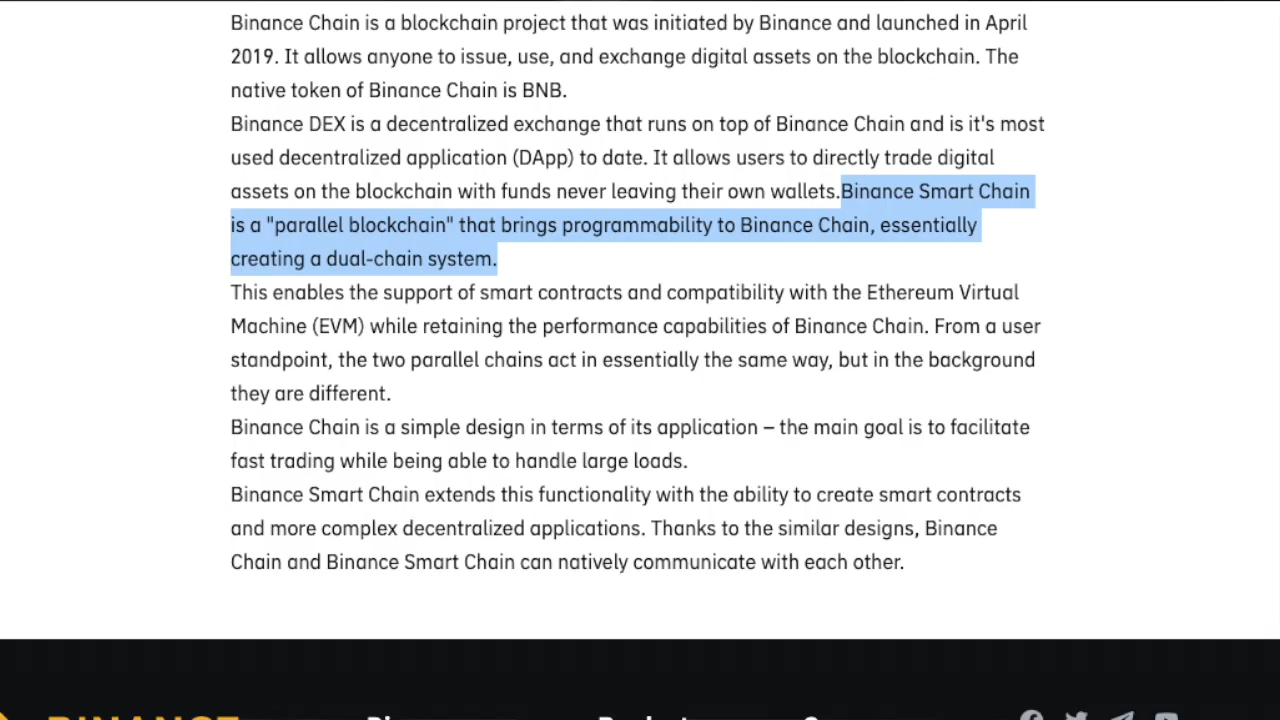 Binance Chain is a blockchain project that was initiated by Binance and launched in April
2019. It allows anyone to issue, use, and exchange digital assets on the blockchain. The
native token of Binance Chain is BNB.
Binance DEX is a decentralized exchange that runs on top of Binance Chain and is it's most
used decentralized application (DApp) to date. It allows users to directly trade digital
assets on the blockchain with funds never leaving their own wallets.Binance Smart Chain
is a "parallel blockchain" that brings programmability to Binance Chain, essentially
creating a dual-chain system.
This enables the support of smart contracts and compatibility with the Ethereum Virtual
Machine (EVM) while retaining the performance capabilities of Binance Chain. From a user
standpoint, the two parallel chains act in essentially the same way, but in the background
they are different.
Binance Chain is a simple design in terms of its application – the main goal is to facilitate
fast trading while being able to handle large loads.
Binance Smart Chain extends this functionality with the ability to create smart contracts
and more complex decentralized applications. Thanks to the similar designs, Binance
Chain and Binance Smart Chain can natively communicate with each other.
BINANCE